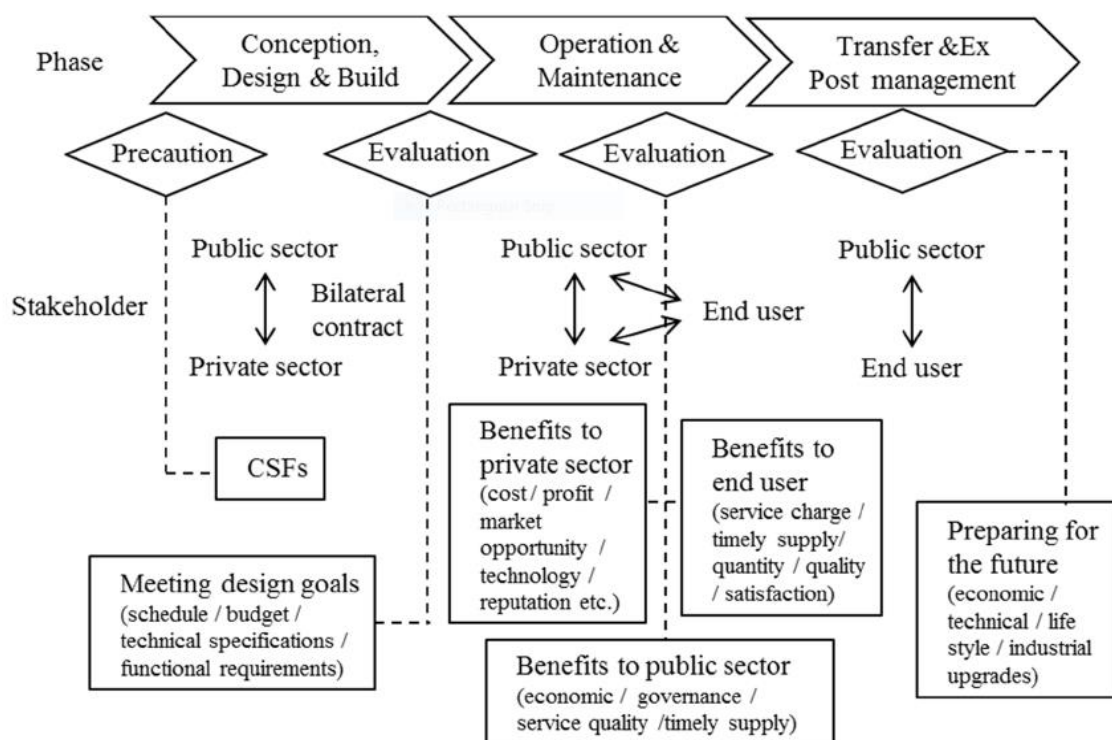 Phase
Conception,
Design & Build
Operation &
Maintenance
Transfer &Ex
Post management
Precaution
Evaluation
Evaluation
Evaluation
Stakeholder
Public sector
Bilateral
contract
Private sector
Public sector
End user
Private sector
Public sector
End user
CSFs
Meeting design goals
(schedule / budget /
technical specifications /
functional requirements)
Benefits to
private sector
(cost / profit /
market
opportunity /
technology /
reputation etc.)
Benefits to
end user
(service charge /
timely supply/
quantity / quality
/ satisfaction)
Benefits to public sector
(economic / governance /
service quality /timely supply)
Preparing for
the future
(economic /
technical / life
style / industrial
upgrades)